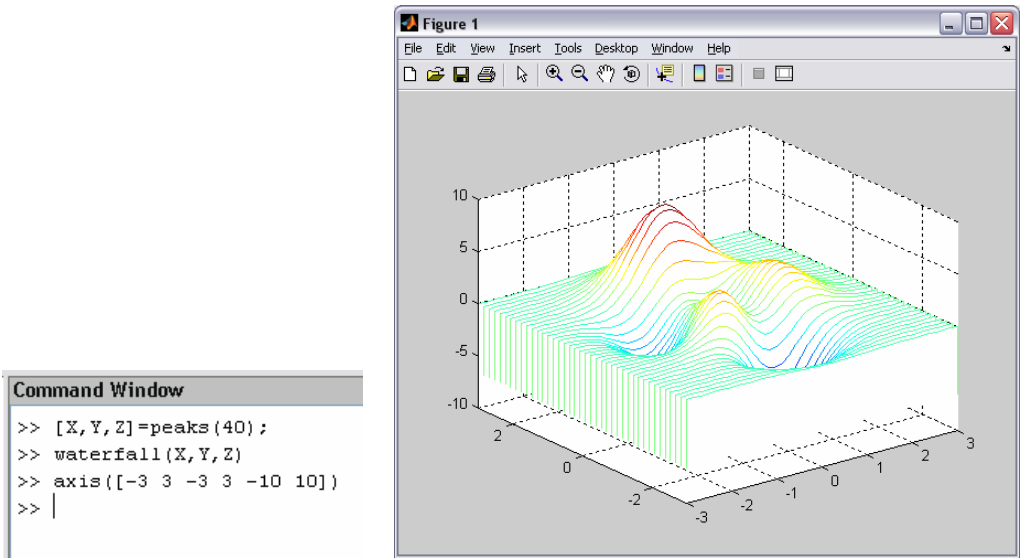 Figure 1
File Edit View Insert Tools Desktop Window Help
10
5
0
-5
-10
2
0
-2
-3
-2
-1
0
1
2
3
Command Window
>> [X,Y,Z]=peaks(40);
>> waterfall(X,Y,Z)
>> axis([-3 3 -3 3 -10 10])
>>